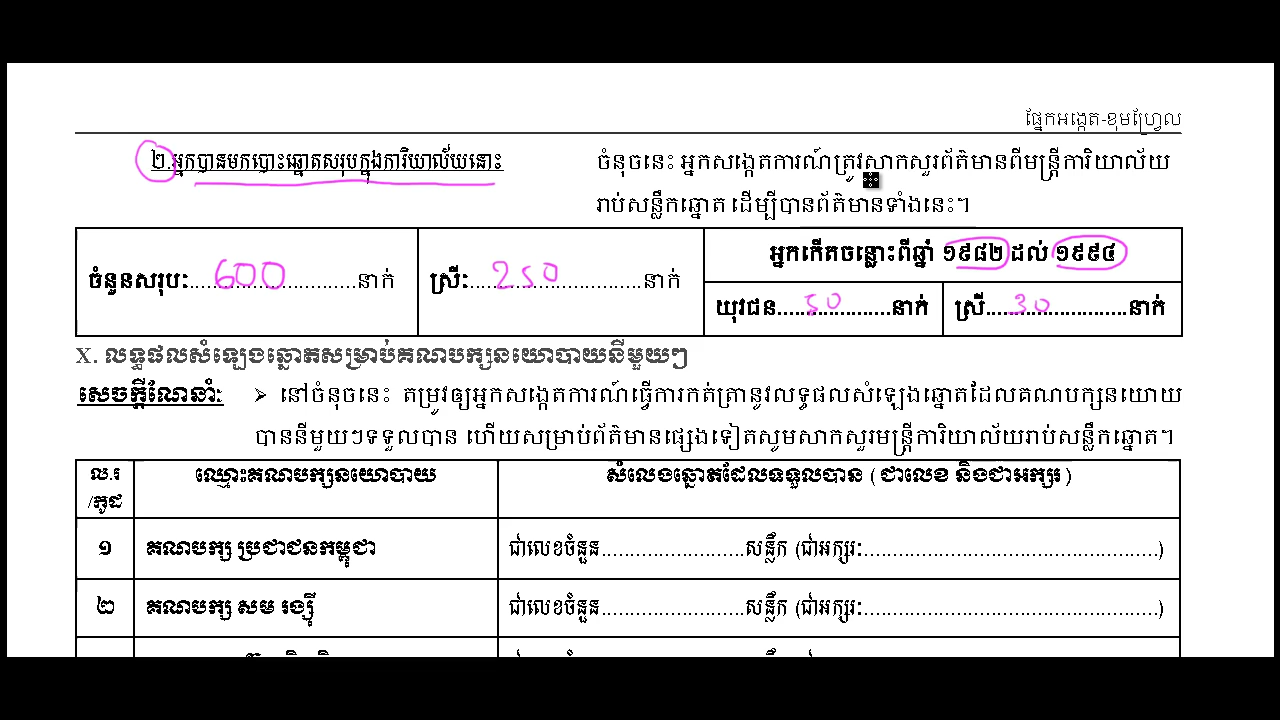 ផ្នែកអង្កេត-ខុមហ្វ្រែល
២.អ្នកបានមកបោះឆ្នោតសរុបក្នុងការិយាល័យនោះ
ចំនុចនេះ អ្នកសង្កេតការណ៍ត្រូវសាកសួរព័ត៌មានពីមន្ត្រីការិយាល័យ
រាប់សន្លឹកឆ្នោត ដើម្បីបានព័ត៌មានទាំងនេះ។
ចំនួនសរុបៈ...600...នាក់
ស្រីៈ...250...នាក់
អ្នកកើតចន្លោះពីឆ្នាំ ១៩៨២ ដល់ ១៩៩៤
យុវជន...50...នាក់
ស្រី...30...នាក់
X. លទ្ធផលសំឡេងឆ្នោតសម្រាប់គណបក្សនយោបាយនីមួយៗ
សេចក្តីណែនាំៈ
➢ នៅចំនុចនេះ តម្រូវឲ្យអ្នកសង្កេតការណ៍ធ្វើការកត់ត្រានូវលទ្ធផលសំឡេងឆ្នោតដែលគណបក្សនយោយ
បាននីមួយៗទទួលបាន ហើយសម្រាប់ព័ត៌មានផ្សេងទៀតសូមសាកសួរមន្ត្រីការិយាល័យរាប់សន្លឹកឆ្នោត។
ល.រ
/កូដ
ឈ្មោះគណបក្សនយោបាយ
សំលេងឆ្នោតដែលទទួលបាន (ជាលេខ និងជាអក្សរ)
១
គណបក្ស ប្រជាជនកម្ពុជា
ជាលេខចំនួន.........................សន្លឹក (ជាអក្សរៈ....................................................)
២
គណបក្ស សម រង្ស៊ី
ជាលេខចំនួន.........................សន្លឹក (ជាអក្សរៈ....................................................)